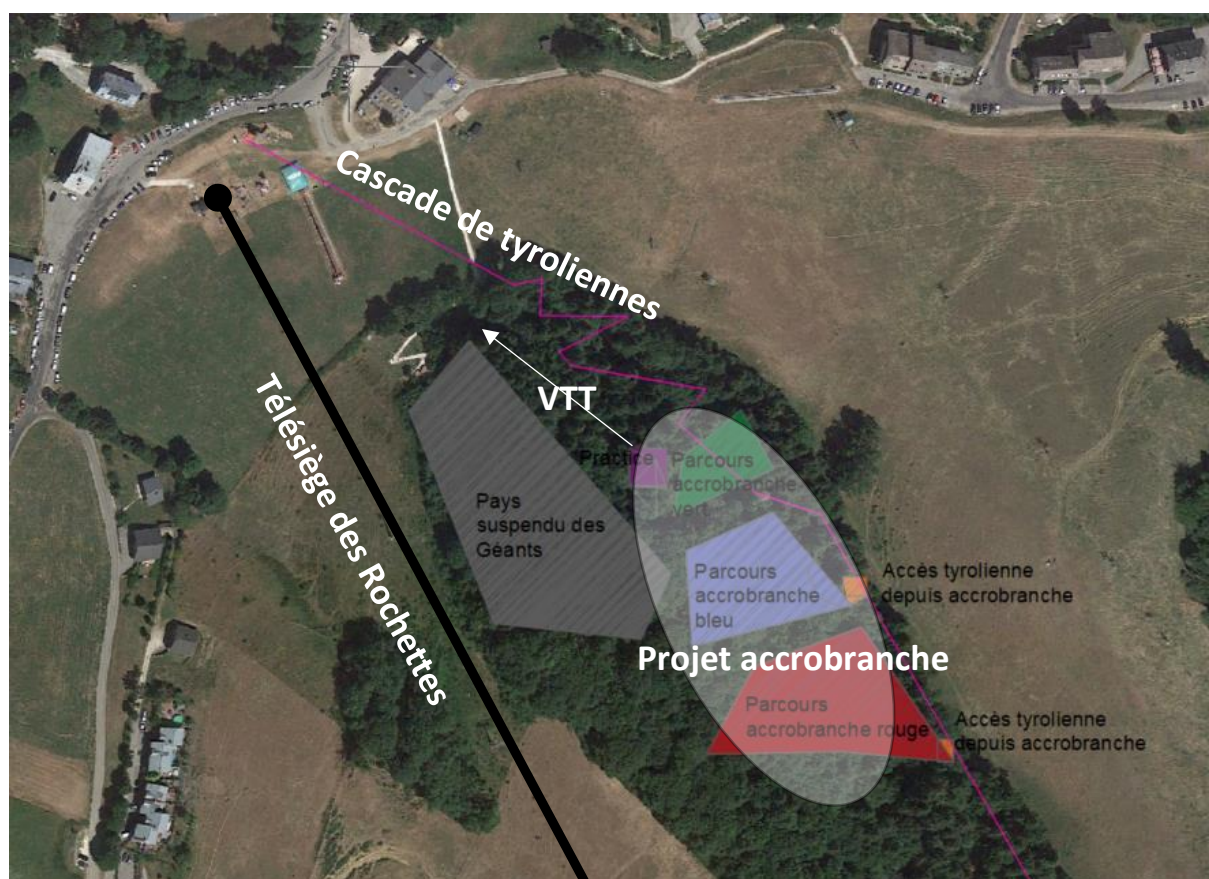 Cascade de tyroliennes
VTT
Practice
Parcours
accrobranche
vert
Pays
suspendu des
Géants
Télésiège des Rochettes
Parcours
accrobranche
bleu
Accès tyrolienne
depuis accrobranche
Projet accrobranche
Parcours
accrobranche rouge
Accès tyrolienne
depuis accrobranche